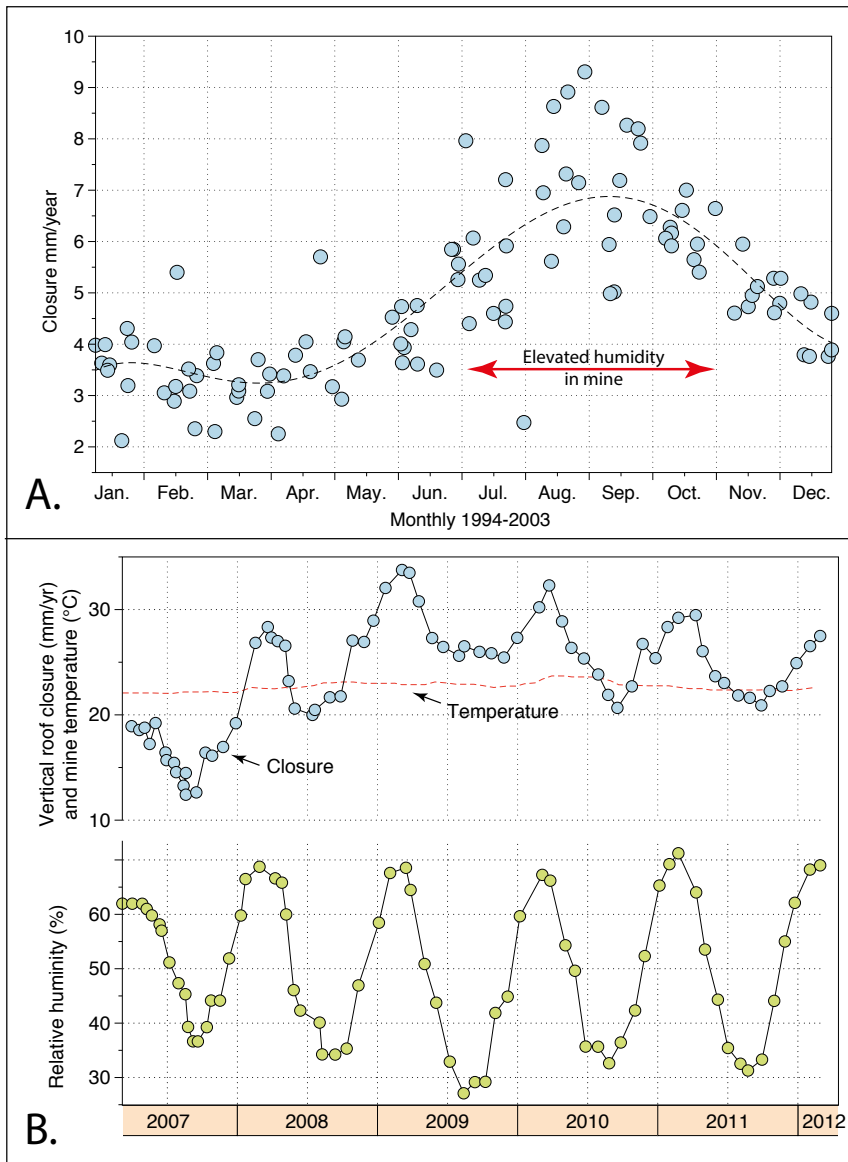 10
9
8
7
6
5
4
3
2
Closure mm/year
Elevated humidity
in mine
A.
Jan. Feb. Mar. Apr. May. Jun. Jul. Aug. Sep. Oct. Nov. Dec.
Monthly 1994-2003
30
20
10
Vertical roof closure (mm/yr)
and mine temperature (°C)
Temperature
Closure
60
50
40
30
Relative huminity (%)
B.
2007 2008 2009 2010 2011 2012